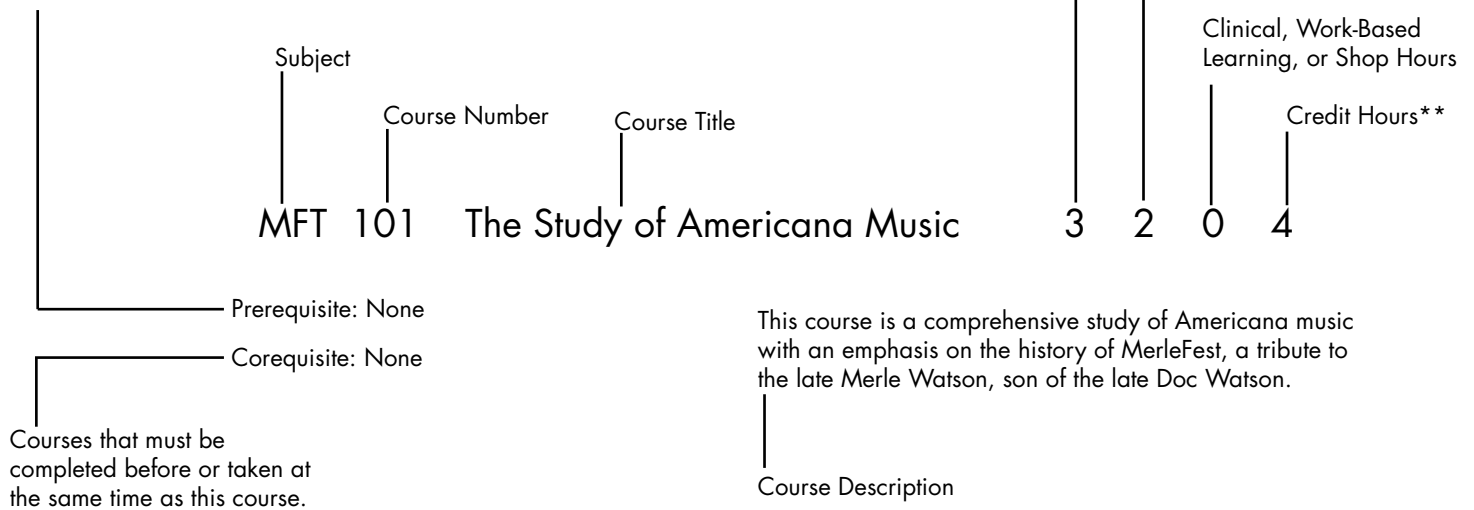 Clinical, Work-Based
Learning, or Shop Hours
Subject
Course Number
Course Title
Credit Hours**
MFT 101 The Study of Americana Music 3 2 0 4
Prerequisite: None
Corequisite: None
Courses that must be
completed before or taken at
the same time as this course.
This course is a comprehensive study of Americana music
with an emphasis on the history of MerleFest, a tribute to
the late Merle Watson, son of the late Doc Watson.
Course Description